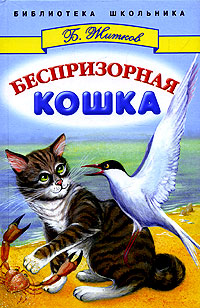 БИБЛИОТЕКА ШКОЛЬНИКА
Б. Житков
БЕСПРИЗОРНАЯ
КОШКА